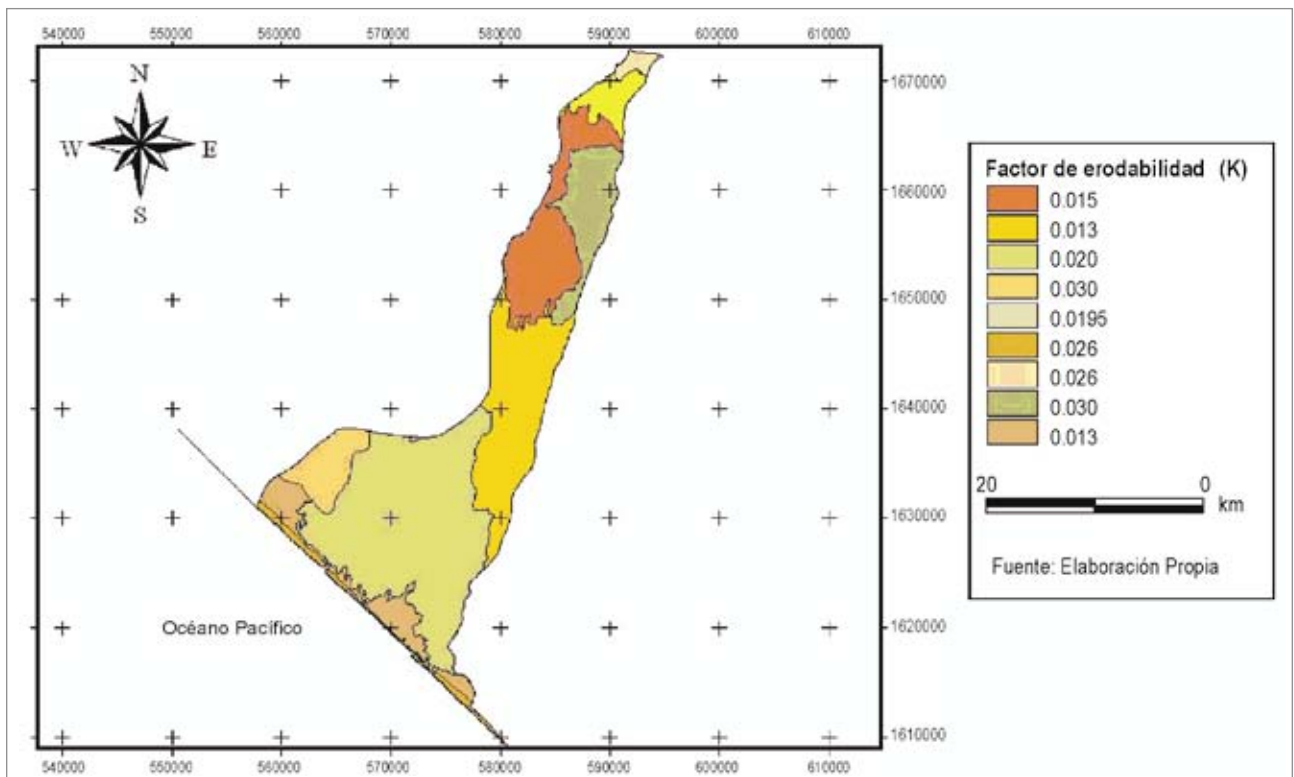 540000 550000 560000 570000 580000 590000 600000 610000
N
W E
S
1670000
1660000
1650000
1640000
1630000
1620000
1610000
Océano Pacífico
540000 550000 560000 570000 580000 590000 600000 610000
Factor de erodabilidad (K)
0.015
0.013
0.020
0.030
0.0195
0.026
0.026
0.030
0.013
20 0
km
Fuente: Elaboración Propia